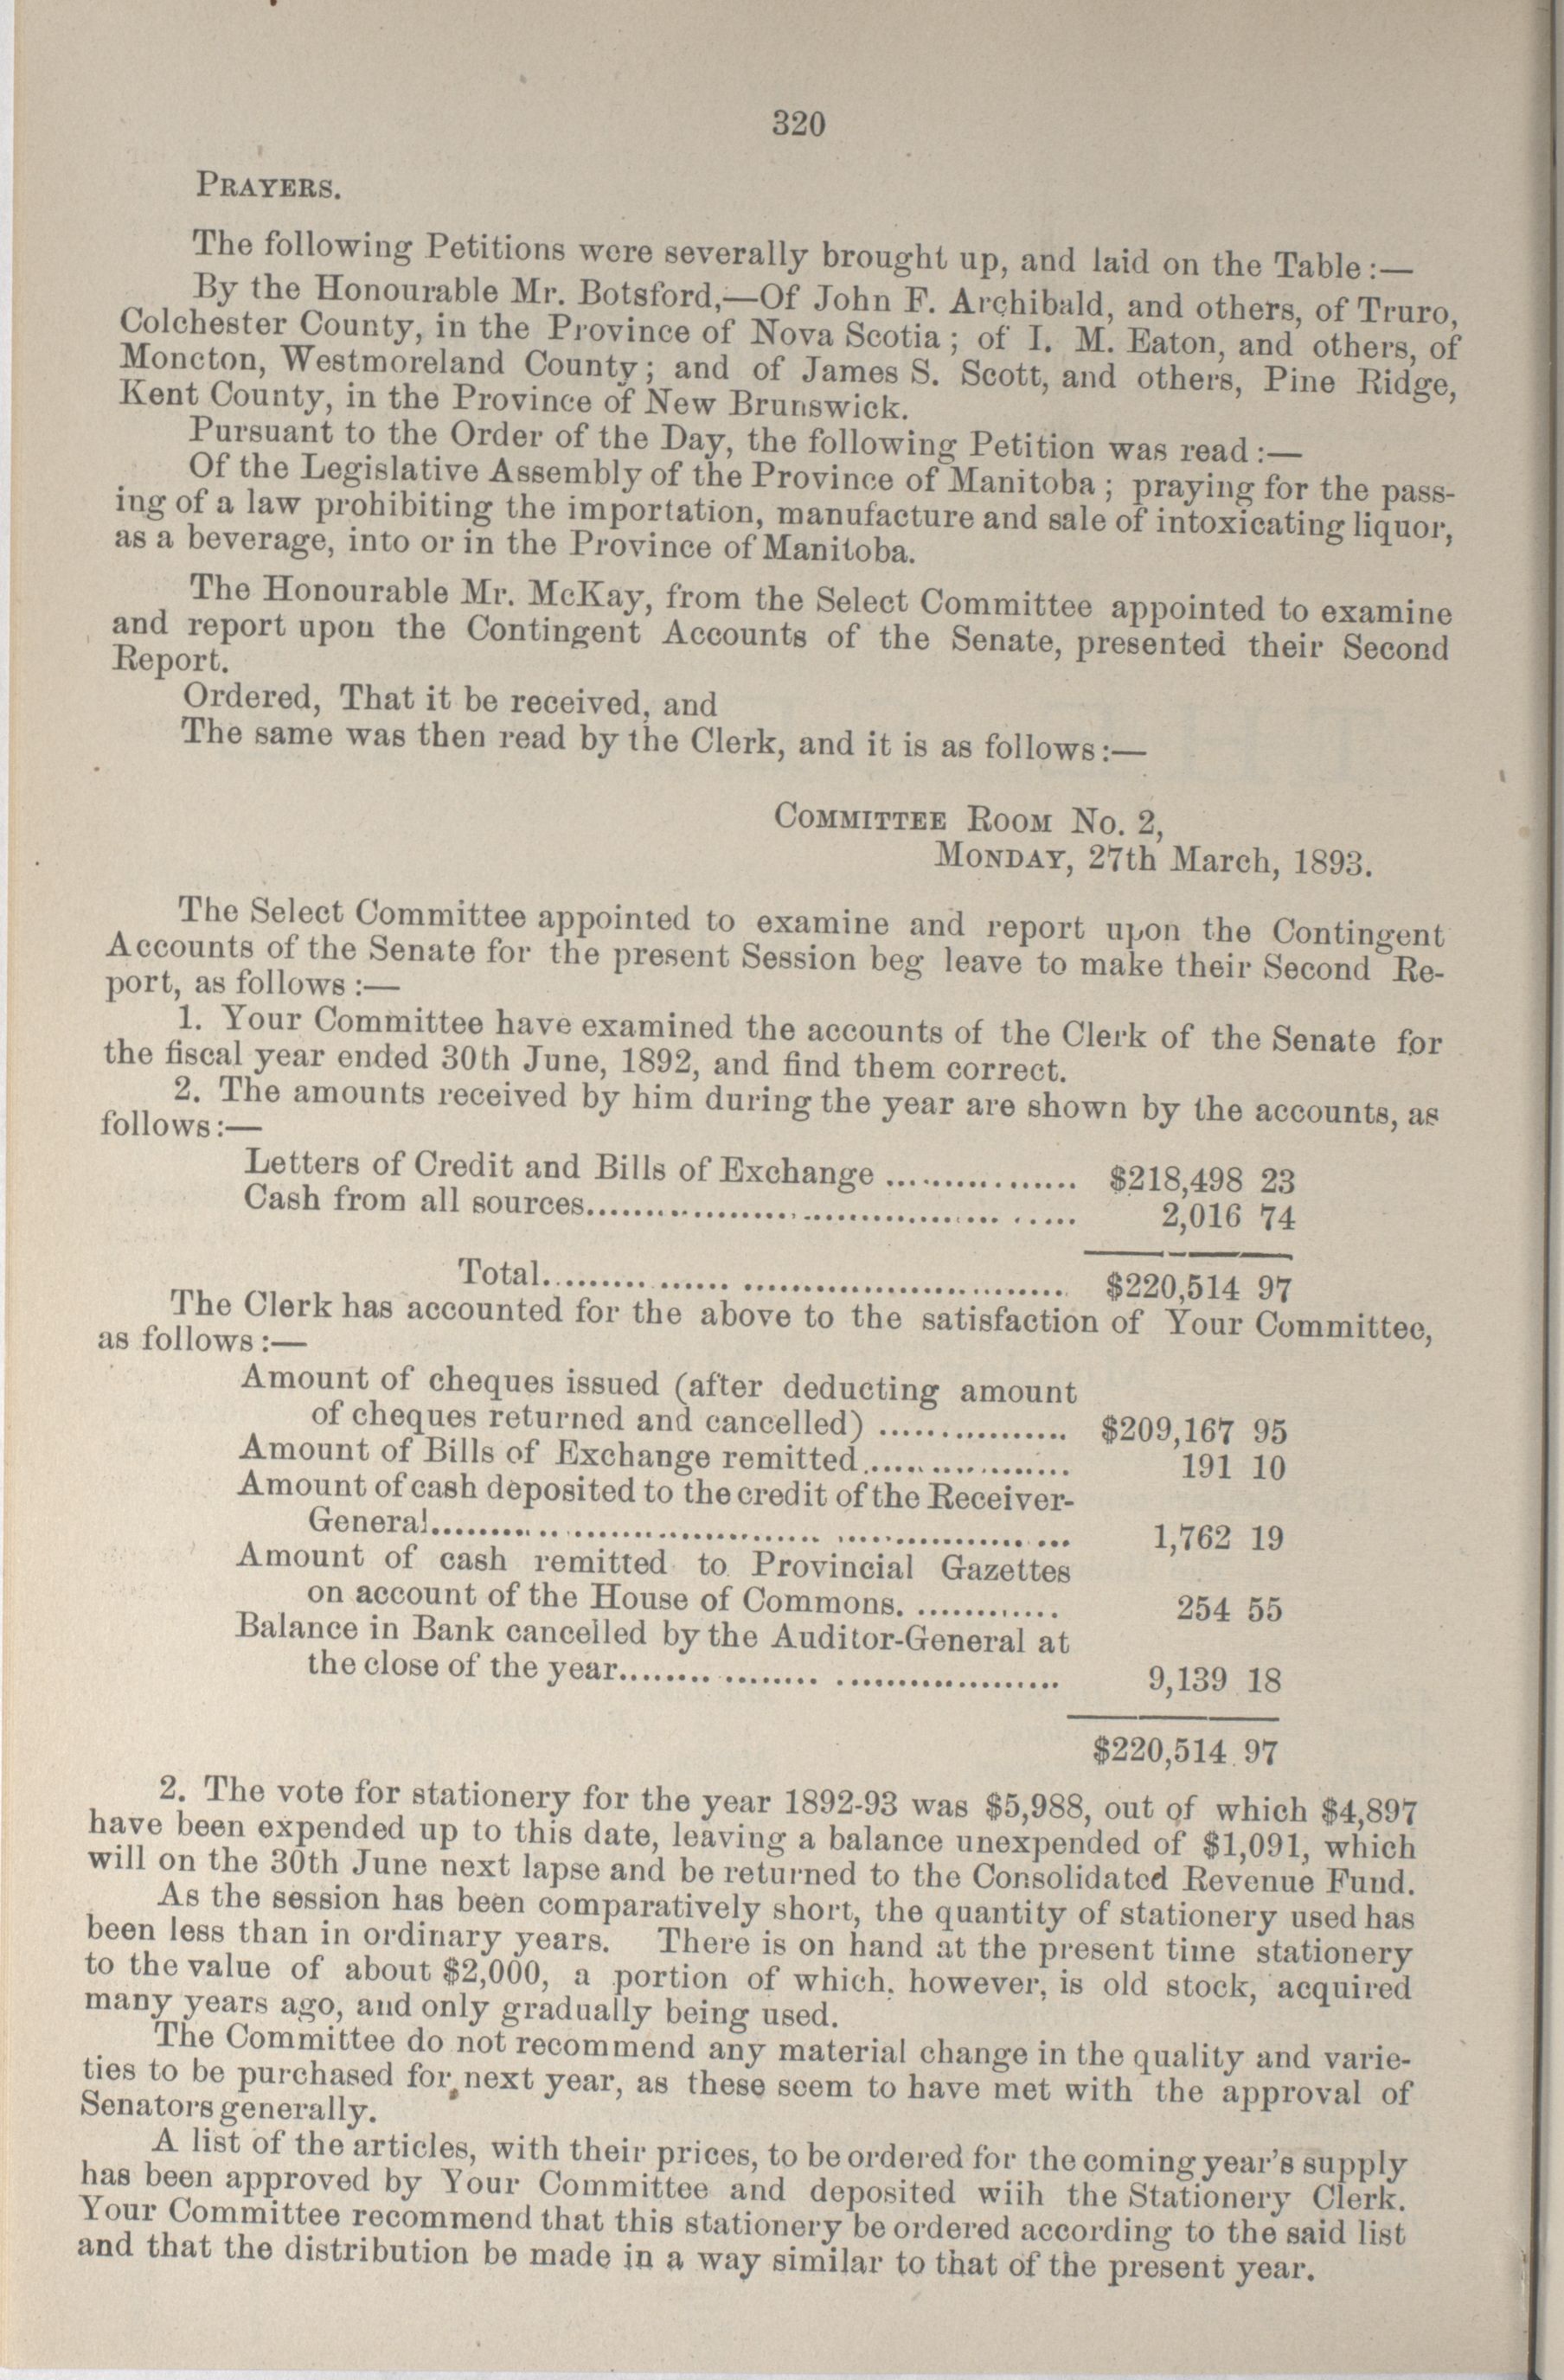 320
PRAYERS.
The following Petitions were severally brought up, and laid on the Table :—
By the Honourable Mr. Botsford,—Of John F. Archibald, and others, of Truro,
Colchester County, in the Province of Nova Scotia ; of I. M. Eaton, and others, of
Moncton, Westmoreland County ; and of James S. Scott, and others, Pine Ridge,
Kent County, in the Province of New Brunswick.
Pursuant to the Order of the Day, the following Petition was read :—
Of the Legislative Assembly of the Province of Manitoba ; praying for the pass-
ing of a law prohibiting the importation, manufacture and sale of intoxicating liquor,
as a beverage, into or in the Province of Manitoba.
The Honourable Mr. McKay, from the Select Committee appointed to examine
and report upon the Contingent Accounts of the Senate, presented their Second
Report.
Ordered, That it be received, and
The same was then read by the Clerk, and it is as follows :—
COMMITTEE ROOM No. 2,
MONDAY, 27th March, 1893.
The Select Committee appointed to examine and report upon the Contingent
Accounts of the Senate for the present Session beg leave to make their Second Re-
port, as follows :—
1. Your Committee have examined the accounts of the Clerk of the Senate for
the fiscal year ended 30th June, 1892, and find them correct.
2. The amounts received by him during the year are shown by the accounts, as
follows :—
Letters of Credit and Bills of Exchange ................ $218,498 23
Cash from all sources........................................ 2,016 74
Total............................................ $220,514 97
The Clerk has accounted for the above to the satisfaction of Your Committee,
as follows :—
Amount of cheques issued (after deducting amount
of cheques returned and cancelled) ................ $209,167 95
Amount of Bills of Exchange remitted.................. 191 10
Amount of cash deposited to the credit of the Receiver-
General...................................................... 1,762 19
Amount of cash remitted to Provincial Gazettes
on account of the House of Commons. ............ 254 55
Balance in Bank cancelled by the Auditor-General at
the close of the year.................................... 9,139 18
$220,514 97
2. The vote for stationery for the year 1892-93 was $5,988, out of which $4,897
have been expended up to this date, leaving a balance unexpended of $1,091, which
will on the 30th June next lapse and be returned to the Consolidated Revenue Fund.
As the session has been comparatively short, the quantity of stationery used has
been less than in ordinary years. There is on hand at the present time stationery
to the value of about $2,000, a portion of which, however, is old stock, acquired
many years ago, and only gradually being used.
The Committee do not recommend any material change in the quality and varie-
ties to be purchased for next year, as these seem to have met with the approval of
Senators generally.
A list of the articles, with their prices, to be ordered for the coming year's supply
has been approved by Your Committee and deposited wiih the Stationery Clerk.
Your Committee recommend that this stationery be ordered according to the said list
and that the distribution be made in a way similar to that of the present year.